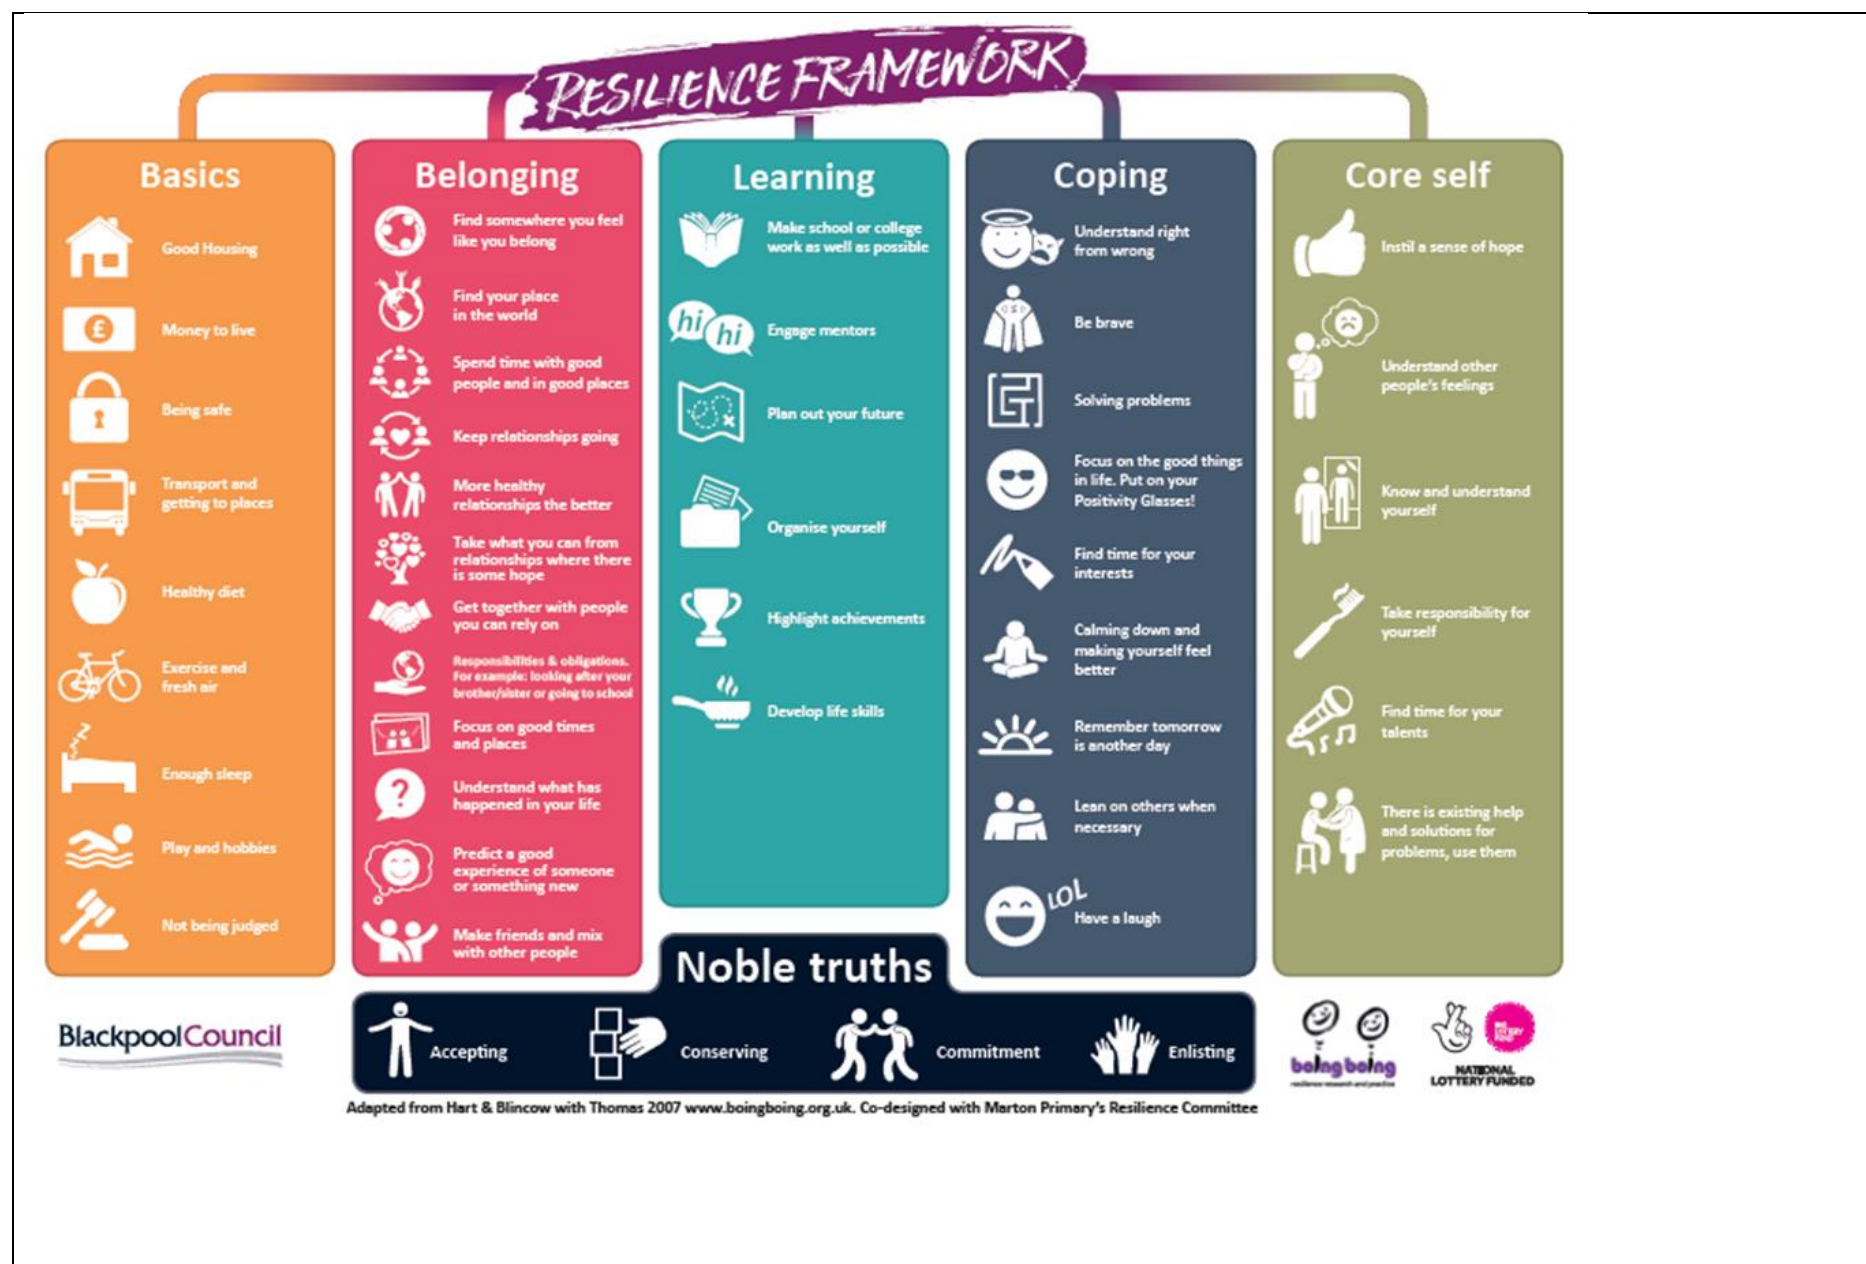 RESILIENCE FRAMEWORK
Basics
Good Housing
£
Money to live
Being safe
Transport and
getting to places
Healthy diet
Exercise and
fresh air
Enough sleep
Play and hobbies
Not being judged
Belonging
Find somewhere you feel
like you belong
Find your place
in the world
Spend time with good
people and in good places
Keep relationships going
More healthy
relationships the better
Take what you can from
relationships where there
is some hope
Get together with people
you can rely on
Responsibilities & obligations.
For example: looking after your
brother/sister or going to school
Focus on good times
and places
?
Understand what has
happened in your life
Predict a good
experience of someone
or something new
Make friends and mix
with other people
Learning
Make school or college
work as well as possible
hi hi
Engage mentors
Plan out your future
Organise yourself
Highlight achievements
Develop life skills
Coping
Understand right
from wrong
Be brave
Solving problems
Focus on the good things
in life. Put on your
Positivity Glasses!
Find time for your
interests
Calming down and
making yourself feel
better
Remember tomorrow
is another day
Lean on others when
necessary
LOL
Have a laugh
Core self
Instil a sense of hope
Understand other
people's feelings
Know and understand
yourself
Take responsibility for
yourself
Find time for your
talents
There is existing help
and solutions for
problems, use them
Noble truths
Accepting
Conserving
Commitment
Enlisting
BlackpoolCouncil
boingboing
resilience research and practice
BIG
LOTTERY
FUND
NATIONAL
LOTTERY FUNDED
Adapted from Hart & Blincow with Thomas 2007 www.boingboing.org.uk. Co-designed with Marton Primary's Resilience Committee